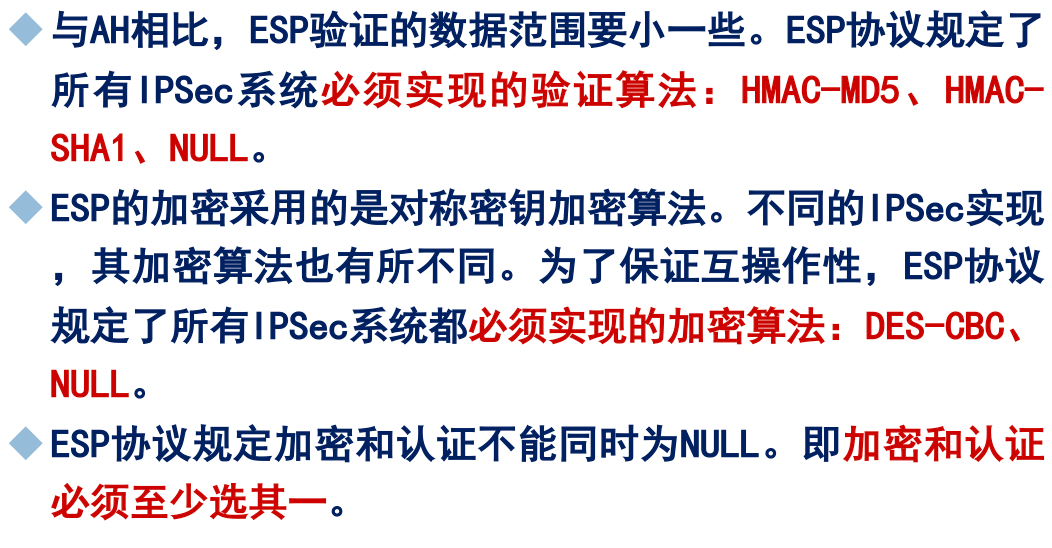 与AH相比，ESP验证的数据范围要小一些。ESP协议规定了
所有IPSec系统必须实现的验证算法：HMAC-MD5、HMAC-
SHA1、NULL。
ESP的加密采用的是对称密钥加密算法。不同的IPSec实现
，其加密算法也有所不同。为了保证互操作性，ESP协议
规定了所有IPSec系统都必须实现的加密算法：DES-CBC、
NULL。
ESP协议规定加密和认证不能同时为NULL。即加密和认证
必须至少选其一。